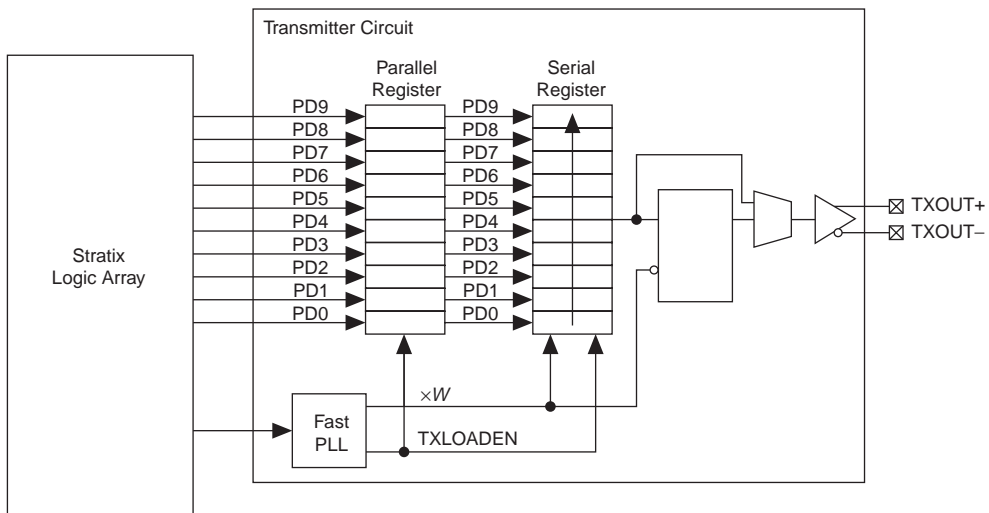 Transmitter Circuit
Parallel
Register
Serial
Register
PD9
PD9
PD8
PD8
PD7
PD7
PD6
PD6
PD5
PD5
PD4
PD4
PD3
PD3
PD2
PD2
PD1
PD1
PD0
PD0
Stratix
Logic Array
TXOUT+
TXOUT−
×W
Fast
PLL
TXLOADEN